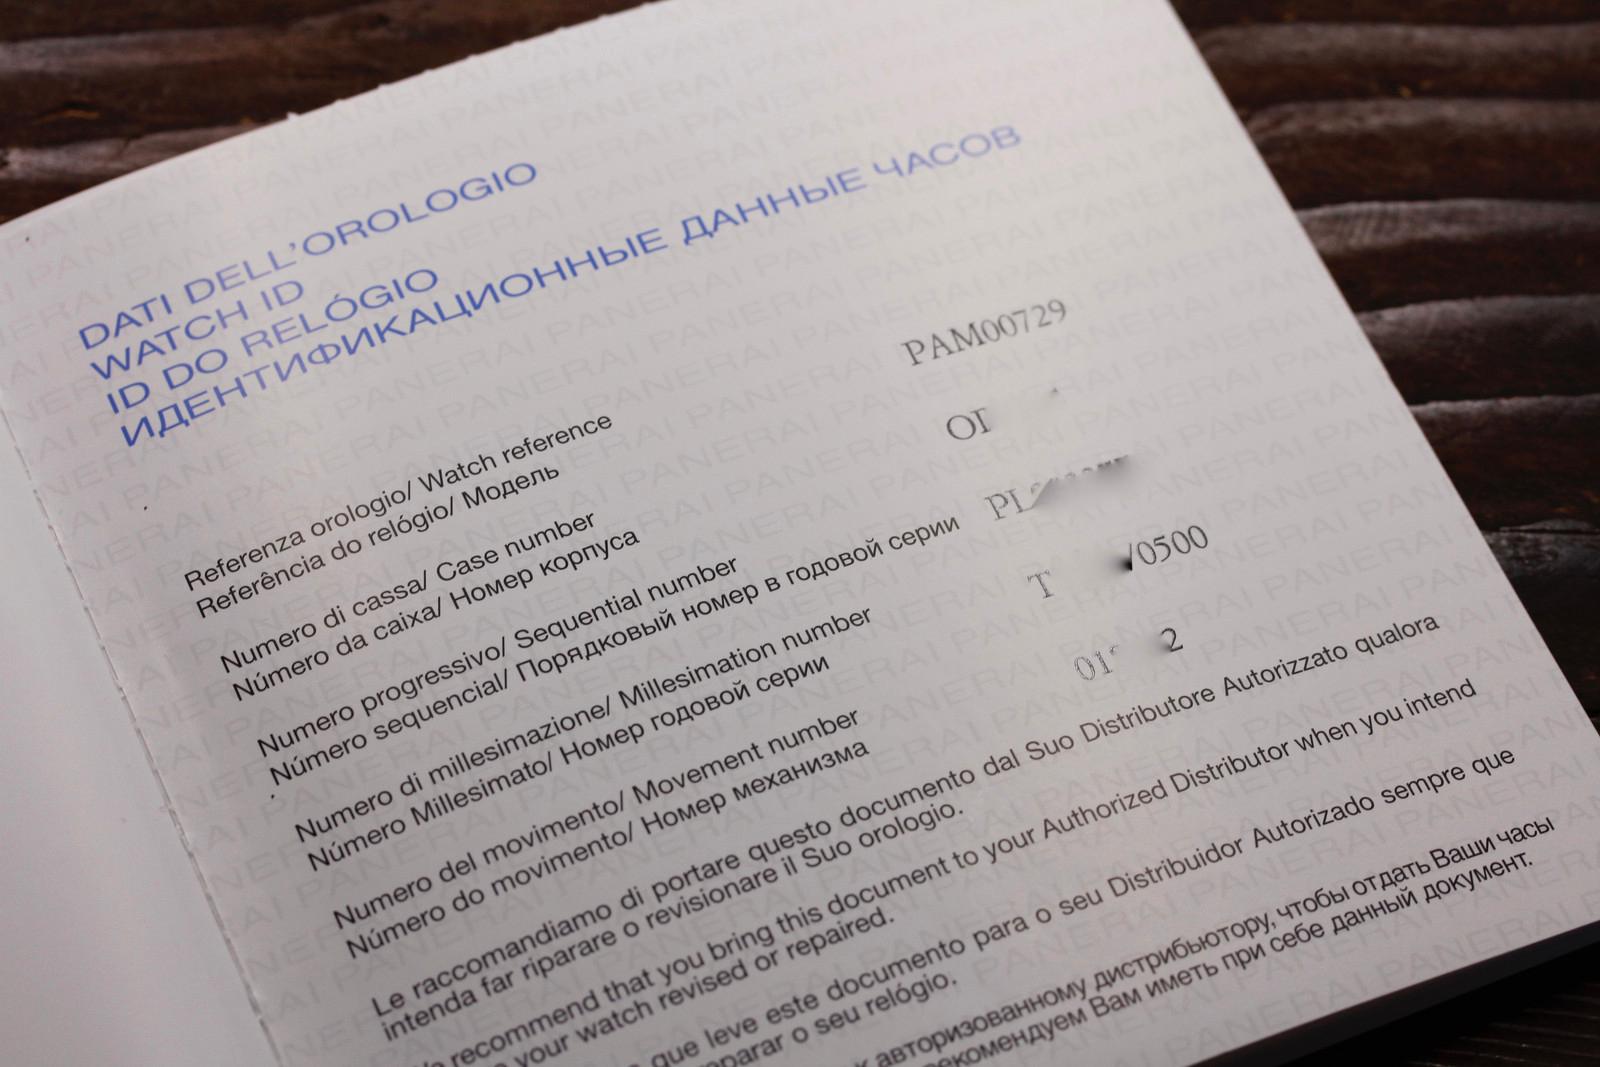 DATI DELL'OROLOGIO
WATCH ID
ID DO RELÓGIO
ИДЕНТИФИКАЦИОННЫЕ ДАННЫЕ ЧАСОВ
Referenza orologio/ Watch reference
Referência do relógio/ Модель
PAM00729
Numero di cassa/ Case number
Número da caixa/ Номер корпуса
OI
Numero progressivo/ Sequential number
Número sequencial/ Порядковый номер в годовой серии
Numero di millesimazione/ Millesimation number
Número Millesimato/ Номер годовой серии
T /0500
Numero del movimento/ Movement number
Número do movimento/ Номер механизма
Le raccomandiamo di portare questo documento dal Suo Distributore Autorizzato qualora
intenda far riparare o revisionare il Suo orologio.
recommend that you bring this document to your Authorized Distributor when you intend
your watch revised or repaired.
que leve este documento para o seu Distribuidor Autorizado sempre que
o seu relógio.
к авторизованному дистрибьютору, чтобы отдать Ваши часы
Вам иметь при себе данный документ.